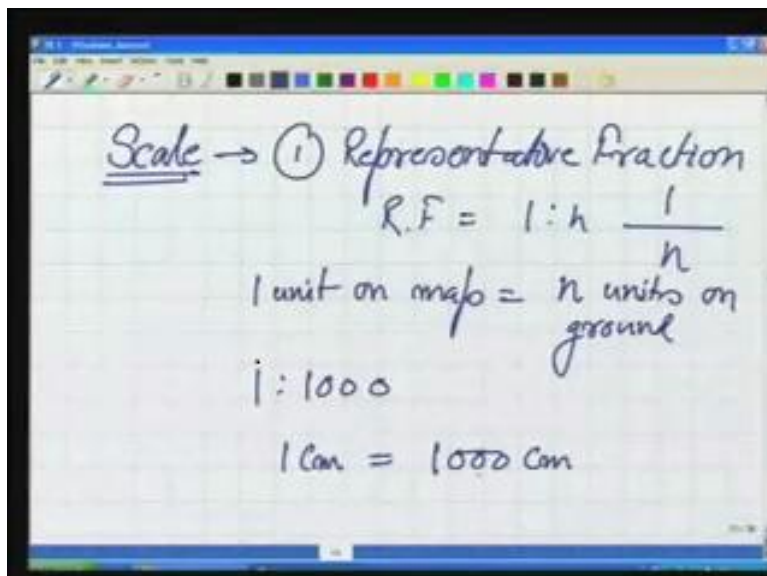 Scale → ① Representative Fraction
R.F = 1 : n 1/n
1 unit on map = n units on
ground
1 : 1000
1 Cm = 1000 Cm